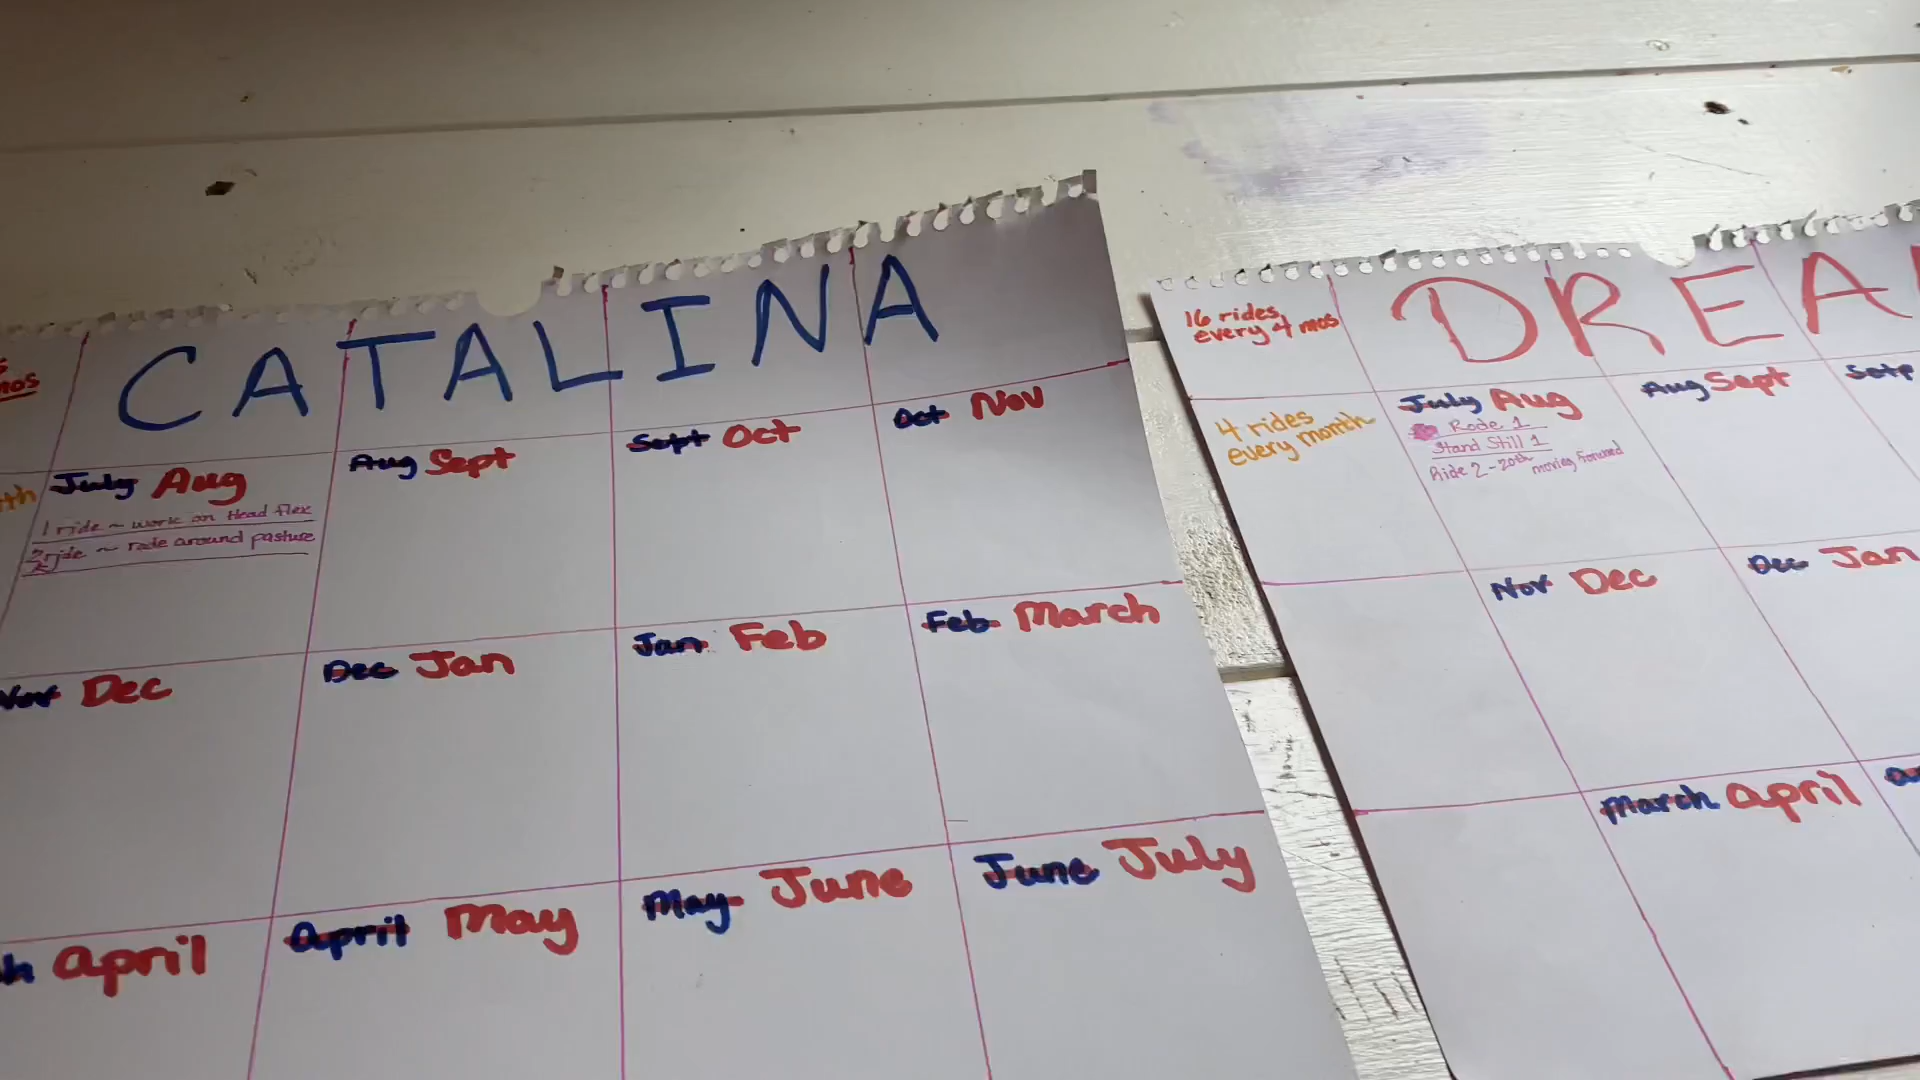 CATALINA
mos
th
July Aug
1 ride ~ work on Head flex
2 ride ~ rode around pasture
Aug Sept
Sept Oct
Oct Nov
Nov Dec
Dec Jan
Jan Feb
Feb March
h April
April May
May June
June July
16 rides
every 4 mos
DREA
4 rides
every month
July Aug
Rode 1
Stand Still 1
Ride 2-20th moving forward
Aug Sept
Nov Dec
Dec Jan
March April